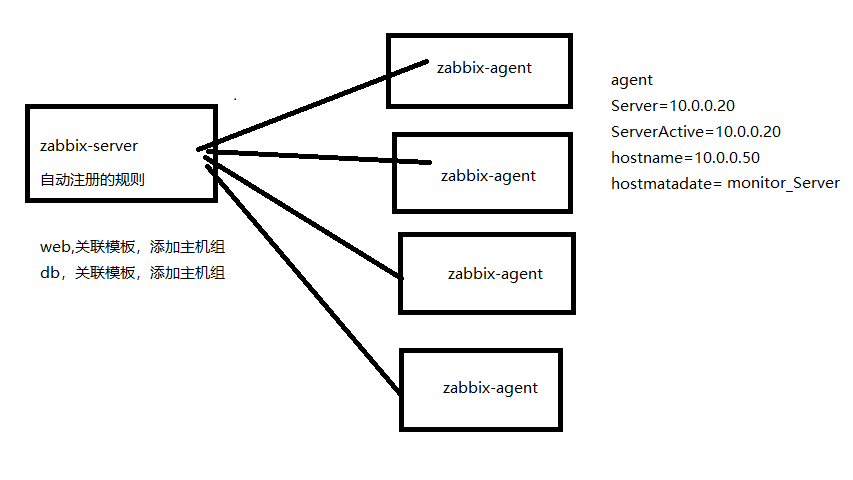 zabbix-server
自动注册的规则
web,关联模板，添加主机组
db，关联模板，添加主机组
zabbix-agent
zabbix-agent
zabbix-agent
zabbix-agent
agent
Server=10.0.0.20
ServerActive=10.0.0.20
hostname=10.0.0.50
hostmatadate= monitor_Server